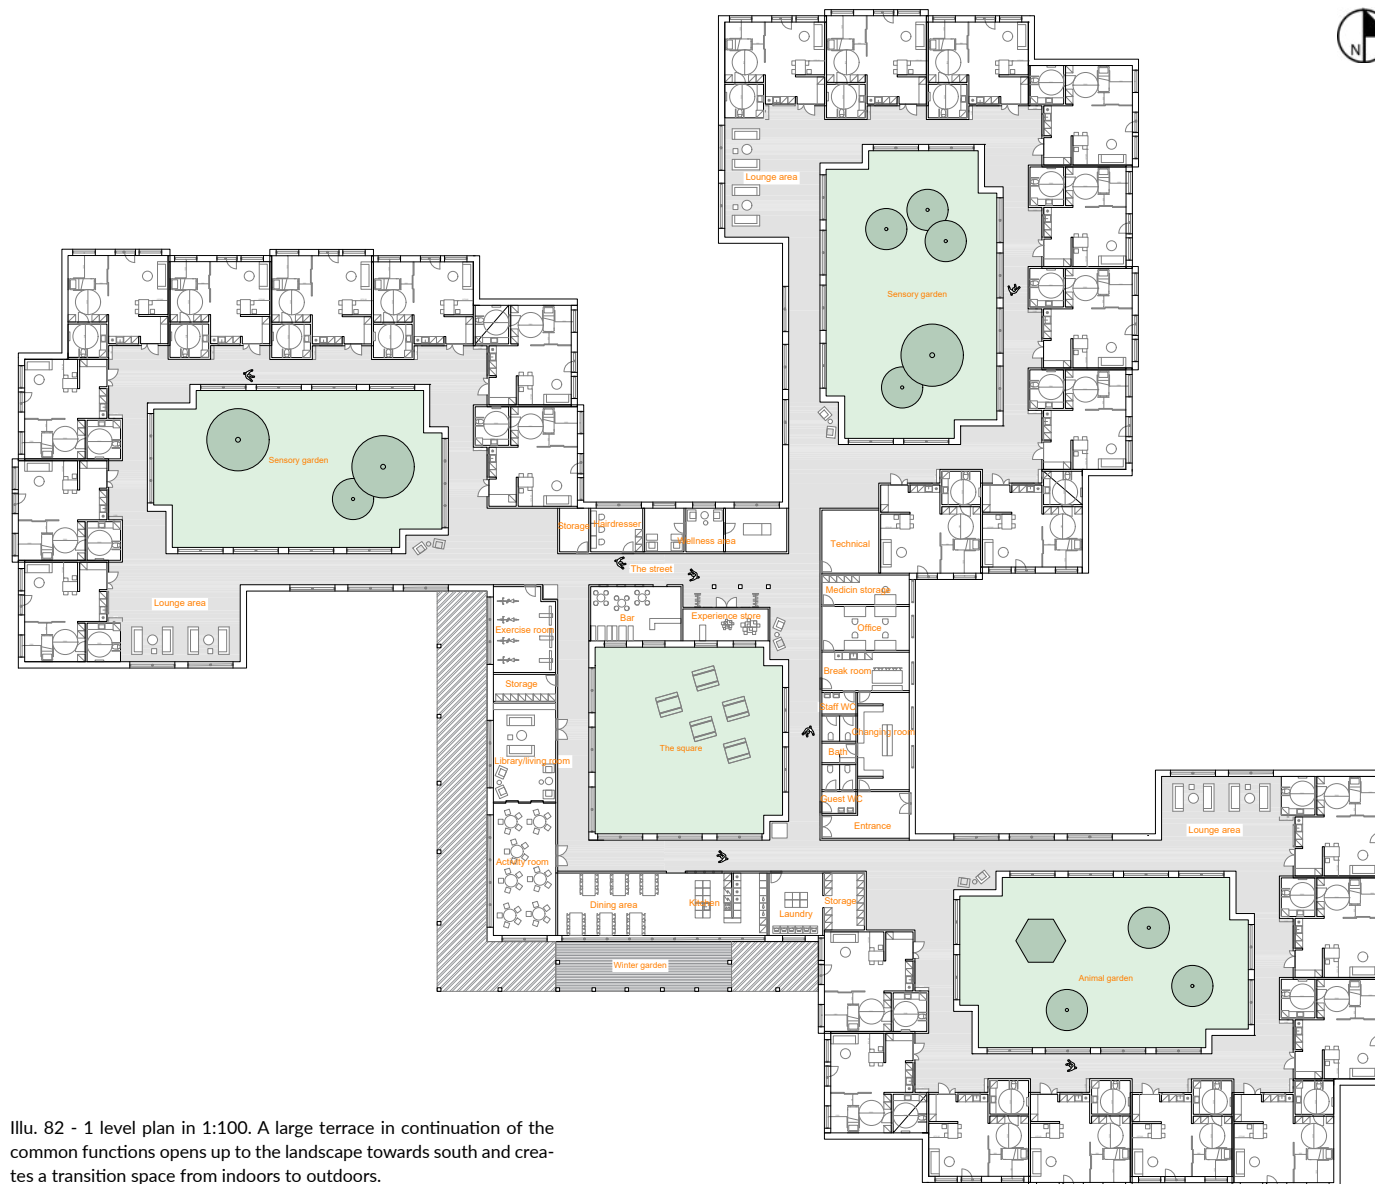 N
Lounge area
Sensory garden
Sensory garden
Storage
Hairdresser
Wellness area
Technical
The street
Medicin storage
Lounge area
Bar
Experience store
Exercise room
Office
Break room
Storage
Staff WC
Changing room
The square
Bath
Library/living room
Guest WC
Entrance
Lounge area
Activity room
Dining area
Kitchen
Laundry
Storage
Winter garden
Animal garden
Illu. 82 - 1 level plan in 1:100. A large terrace in continuation of the
common functions opens up to the landscape towards south and crea-
tes a transition space from indoors to outdoors.